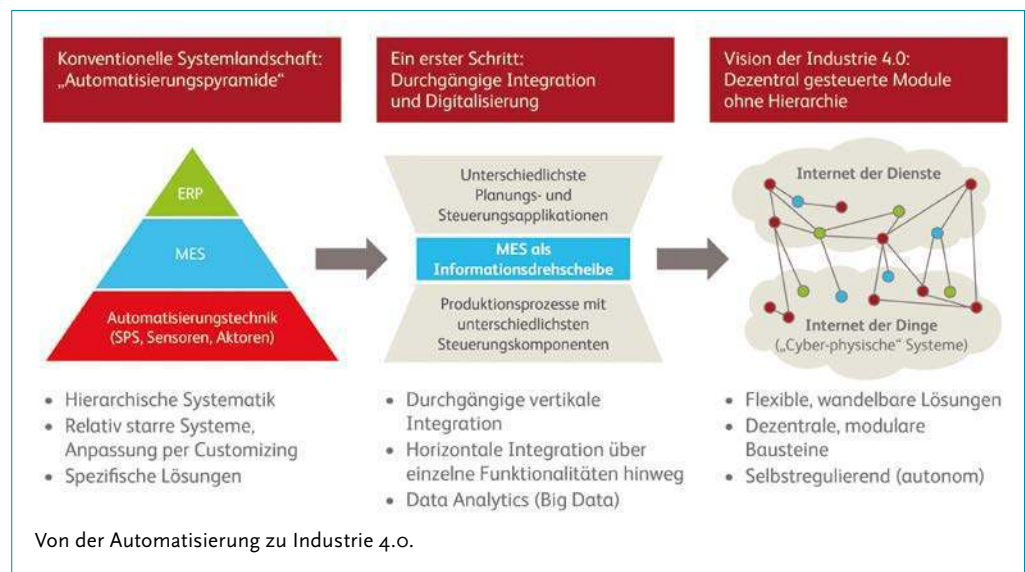 Konventionelle Systemlandschaft:
„Automatisierungspyramide“
ERP
MES
Automatisierungstechnik
(SPS, Sensoren, Aktoren)
• Hierarchische Systematik
• Relativ starre Systeme,
Anpassung per Customizing
• Spezifische Lösungen
Ein erster Schritt:
Durchgängige Integration
und Digitalisierung
Unterschiedlichste
Planungs- und
Steuerungsapplikationen
MES als
Informationsdrehscheibe
Produktionsprozesse mit
unterschiedlichsten
Steuerungskomponenten
• Durchgängige vertikale
Integration
• Horizontale Integration über
einzelne Funktionalitäten hinweg
• Data Analytics (Big Data)
Vision der Industrie 4.0:
Dezentral gesteuerte Module
ohne Hierarchie
Internet der Dienste
Internet der Dinge
(„Cyber-physische“ Systeme)
• Flexible, wandelbare Lösungen
• Dezentrale, modulare
Bausteine
• Selbstregulierend (autonom)
Von der Automatisierung zu Industrie 4.0.